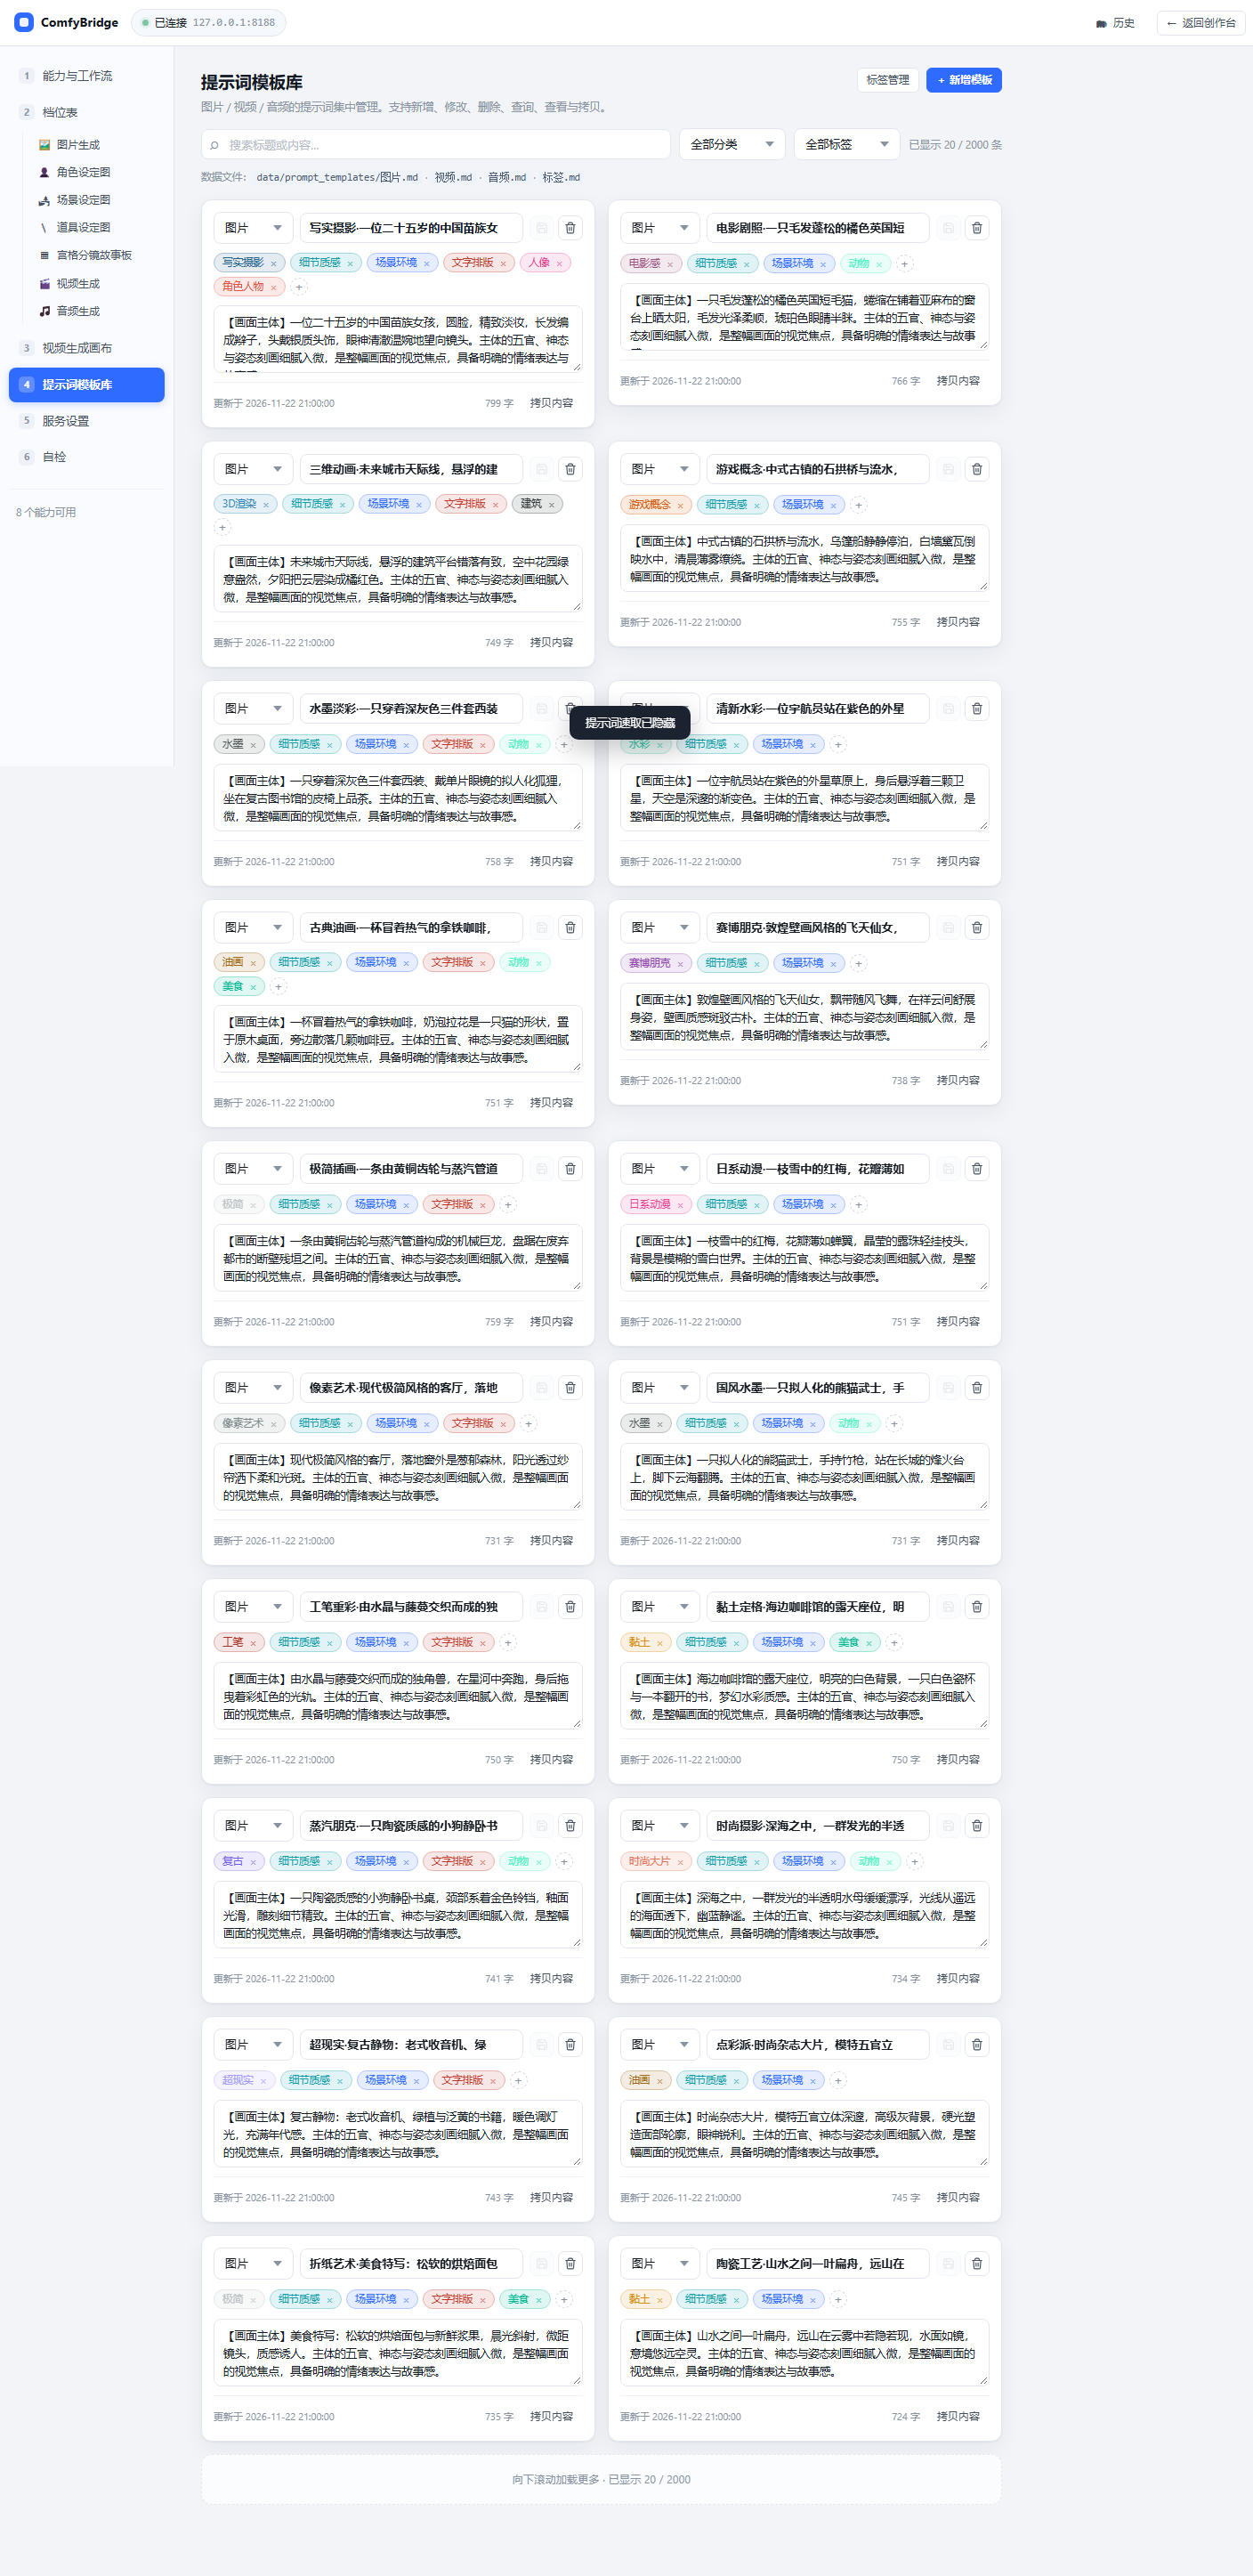 ComfyBridge
已连接 127.0.0.1:8188
历史
← 返回创作台
1 能力与工作流
2 档位表
图片生成
角色设定图
场景设定图
道具设定图
宫格分镜故事板
视频生成
音频生成
3 视频生成画布
4 提示词模板库
5 服务设置
6 自检
8 个能力可用
提示词模板库
标签管理
+ 新增模板
图片 / 视频 / 音频的提示词集中管理。支持新增、修改、删除、查询、查看与拷贝。
搜索标题或内容...
全部分类
全部标签
已显示 20 / 2000 条
数据文件: data/prompt_templates/图片.md · 视频.md · 音频.md · 标签.md
图片 写实摄影·一位二十五岁的中国苗族女
写实摄影 × 细节质感 × 场景环境 × 文字排版 × 人像 ×
角色人物 × +
【画面主体】一位二十五岁的中国苗族女孩，圆脸，精致淡妆，长发编
成辫子，头戴银质头饰，眼神清澈温婉地望向镜头。主体的五官、神态
与姿态刻画细腻入微，是整幅画面的视觉焦点，具备明确的情绪表达与
更新于 2026-11-22 21:00:00 799 字 拷贝内容
图片 电影剧照·一只毛发蓬松的橘色英国短
电影感 × 细节质感 × 场景环境 × 动物 × +
【画面主体】一只毛发蓬松的橘色英国短毛猫，蜷缩在铺着亚麻布的窗
台上晒太阳，毛发光泽柔顺，琥珀色眼睛半眯。主体的五官、神态与姿
态刻画细腻入微，是整幅画面的视觉焦点，具备明确的情绪表达与故事
更新于 2026-11-22 21:00:00 766 字 拷贝内容
图片 三维动画·未来城市天际线，悬浮的建
3D渲染 × 细节质感 × 场景环境 × 文字排版 × 建筑 ×
+
【画面主体】未来城市天际线，悬浮的建筑平台错落有致，空中花园绿
意盎然，夕阳把云层染成橘红色。主体的五官、神态与姿态刻画细腻入
微，是整幅画面的视觉焦点，具备明确的情绪表达与故事感。
更新于 2026-11-22 21:00:00 749 字 拷贝内容
图片 游戏概念·中式古镇的石拱桥与流水，
游戏概念 × 细节质感 × 场景环境 × +
【画面主体】中式古镇的石拱桥与流水，乌篷船静静停泊，白墙黛瓦倒
映水中，清晨薄雾缭绕。主体的五官、神态与姿态刻画细腻入微，是整
幅画面的视觉焦点，具备明确的情绪表达与故事感。
更新于 2026-11-22 21:00:00 755 字 拷贝内容
提示词速取已隐藏
图片 水墨淡彩·一只穿着深灰色三件套西装
水墨 × 细节质感 × 场景环境 × 文字排版 × 动物 × +
【画面主体】一只穿着深灰色三件套西装、戴单片眼镜的拟人化狐狸，
坐在复古图书馆的皮椅上品茶。主体的五官、神态与姿态刻画细腻入
微，是整幅画面的视觉焦点，具备明确的情绪表达与故事感。
更新于 2026-11-22 21:00:00 758 字 拷贝内容
清新水彩·一位宇航员站在紫色的外星
水彩 × 细节质感 × 场景环境 × +
【画面主体】一位宇航员站在紫色的外星草原上，身后悬浮着三颗卫
星，天空是深邃的渐变色。主体的五官、神态与姿态刻画细腻入微，是
整幅画面的视觉焦点，具备明确的情绪表达与故事感。
更新于 2026-11-22 21:00:00 751 字 拷贝内容
图片 古典油画·一杯冒着热气的拿铁咖啡，
油画 × 细节质感 × 场景环境 × 文字排版 × 动物 ×
美食 × +
【画面主体】一杯冒着热气的拿铁咖啡，奶泡拉花是一只猫的形状，置
于原木桌面，旁边散落几颗咖啡豆。主体的五官、神态与姿态刻画细腻
入微，是整幅画面的视觉焦点，具备明确的情绪表达与故事感。
更新于 2026-11-22 21:00:00 751 字 拷贝内容
图片 赛博朋克·敦煌壁画风格的飞天仙女，
赛博朋克 × 细节质感 × 场景环境 × +
【画面主体】敦煌壁画风格的飞天仙女，飘带随风飞舞，在祥云间舒展
身姿，壁画质感斑驳古朴。主体的五官、神态与姿态刻画细腻入微，是
整幅画面的视觉焦点，具备明确的情绪表达与故事感。
更新于 2026-11-22 21:00:00 738 字 拷贝内容
图片 极简插画·一条由黄铜齿轮与蒸汽管道
极简 × 细节质感 × 场景环境 × 文字排版 × +
【画面主体】一条由黄铜齿轮与蒸汽管道构成的机械巨龙，盘踞在废弃
都市的断壁残垣之间。主体的五官、神态与姿态刻画细腻入微，是整幅
画面的视觉焦点，具备明确的情绪表达与故事感。
更新于 2026-11-22 21:00:00 759 字 拷贝内容
图片 日系动漫·一枝雪中的红梅，花瓣薄如
日系动漫 × 细节质感 × 场景环境 × +
【画面主体】一枝雪中的红梅，花瓣薄如蝉翼，晶莹的露珠轻挂枝头，
背景是模糊的雪白世界。主体的五官、神态与姿态刻画细腻入微，是整
幅画面的视觉焦点，具备明确的情绪表达与故事感。
更新于 2026-11-22 21:00:00 751 字 拷贝内容
图片 像素艺术·现代极简风格的客厅，落地
像素艺术 × 细节质感 × 场景环境 × 文字排版 × +
【画面主体】现代极简风格的客厅，落地窗外是葱郁森林，阳光透过纱
帘洒下柔和光斑。主体的五官、神态与姿态刻画细腻入微，是整幅画面
的视觉焦点，具备明确的情绪表达与故事感。
更新于 2026-11-22 21:00:00 731 字 拷贝内容
图片 国风水墨·一只拟人化的熊猫武士，手
水墨 × 细节质感 × 场景环境 × 动物 × +
【画面主体】一只拟人化的熊猫武士，手持竹枪，站在长城的烽火台
上，脚下云海翻腾。主体的五官、神态与姿态刻画细腻入微，是整幅画
面的视觉焦点，具备明确的情绪表达与故事感。
更新于 2026-11-22 21:00:00 731 字 拷贝内容
图片 工笔重彩·由水晶与藤蔓交织而成的独
工笔 × 细节质感 × 场景环境 × 文字排版 × +
【画面主体】由水晶与藤蔓交织而成的独角兽，在星河中奔跑，身后拖
曳着彩虹色的光轨。主体的五官、神态与姿态刻画细腻入微，是整幅画
面的视觉焦点，具备明确的情绪表达与故事感。
更新于 2026-11-22 21:00:00 750 字 拷贝内容
图片 黏土定格·海边咖啡馆的露天座位，明
黏土 × 细节质感 × 场景环境 × 美食 × +
【画面主体】海边咖啡馆的露天座位，明亮的白色背景，一只白色瓷杯
与一本翻开的书，梦幻水彩质感。主体的五官、神态与姿态刻画细腻入
微，是整幅画面的视觉焦点，具备明确的情绪表达与故事感。
更新于 2026-11-22 21:00:00 750 字 拷贝内容
图片 蒸汽朋克·一只陶瓷质感的小狗静卧书
复古 × 细节质感 × 场景环境 × 文字排版 × 动物 × +
【画面主体】一只陶瓷质感的小狗静卧书桌，颈部系着金色铃铛，釉面
光滑，雕刻细节精致。主体的五官、神态与姿态刻画细腻入微，是整幅
画面的视觉焦点，具备明确的情绪表达与故事感。
更新于 2026-11-22 21:00:00 741 字 拷贝内容
图片 时尚摄影·深海之中，一群发光的半透
时尚大片 × 细节质感 × 场景环境 × 动物 × +
【画面主体】深海之中，一群发光的半透明水母缓缓漂浮，光线从遥远
的海面透下，幽蓝静谧。主体的五官、神态与姿态刻画细腻入微，是整
幅画面的视觉焦点，具备明确的情绪表达与故事感。
更新于 2026-11-22 21:00:00 734 字 拷贝内容
图片 超现实·复古静物：老式收音机、绿
超现实 × 细节质感 × 场景环境 × 文字排版 × +
【画面主体】复古静物：老式收音机、绿植与泛黄的书籍，暖色调灯
光，充满年代感。主体的五官、神态与姿态刻画细腻入微，是整幅画面
的视觉焦点，具备明确的情绪表达与故事感。
更新于 2026-11-22 21:00:00 743 字 拷贝内容
图片 点彩派·时尚杂志大片，模特五官立
油画 × 细节质感 × 场景环境 × +
【画面主体】时尚杂志大片，模特五官立体深邃，高级灰背景，硬光塑
造面部轮廓，眼神锐利。主体的五官、神态与姿态刻画细腻入微，是整
幅画面的视觉焦点，具备明确的情绪表达与故事感。
更新于 2026-11-22 21:00:00 745 字 拷贝内容
图片 折纸艺术·美食特写：松软的烘焙面包
极简 × 细节质感 × 场景环境 × 文字排版 × 美食 × +
【画面主体】美食特写：松软的烘焙面包与新鲜浆果，晨光斜射，微距
镜头，质感诱人。主体的五官、神态与姿态刻画细腻入微，是整幅画面
的视觉焦点，具备明确的情绪表达与故事感。
更新于 2026-11-22 21:00:00 735 字 拷贝内容
图片 陶瓷工艺·山水之间一叶扁舟，远山在
黏土 × 细节质感 × 场景环境 × +
【画面主体】山水之间一叶扁舟，远山在云雾中若隐若现，水面如镜，
意境悠远空灵。主体的五官、神态与姿态刻画细腻入微，是整幅画面的
视觉焦点，具备明确的情绪表达与故事感。
更新于 2026-11-22 21:00:00 724 字 拷贝内容
向下滚动加载更多 · 已显示 20 / 2000